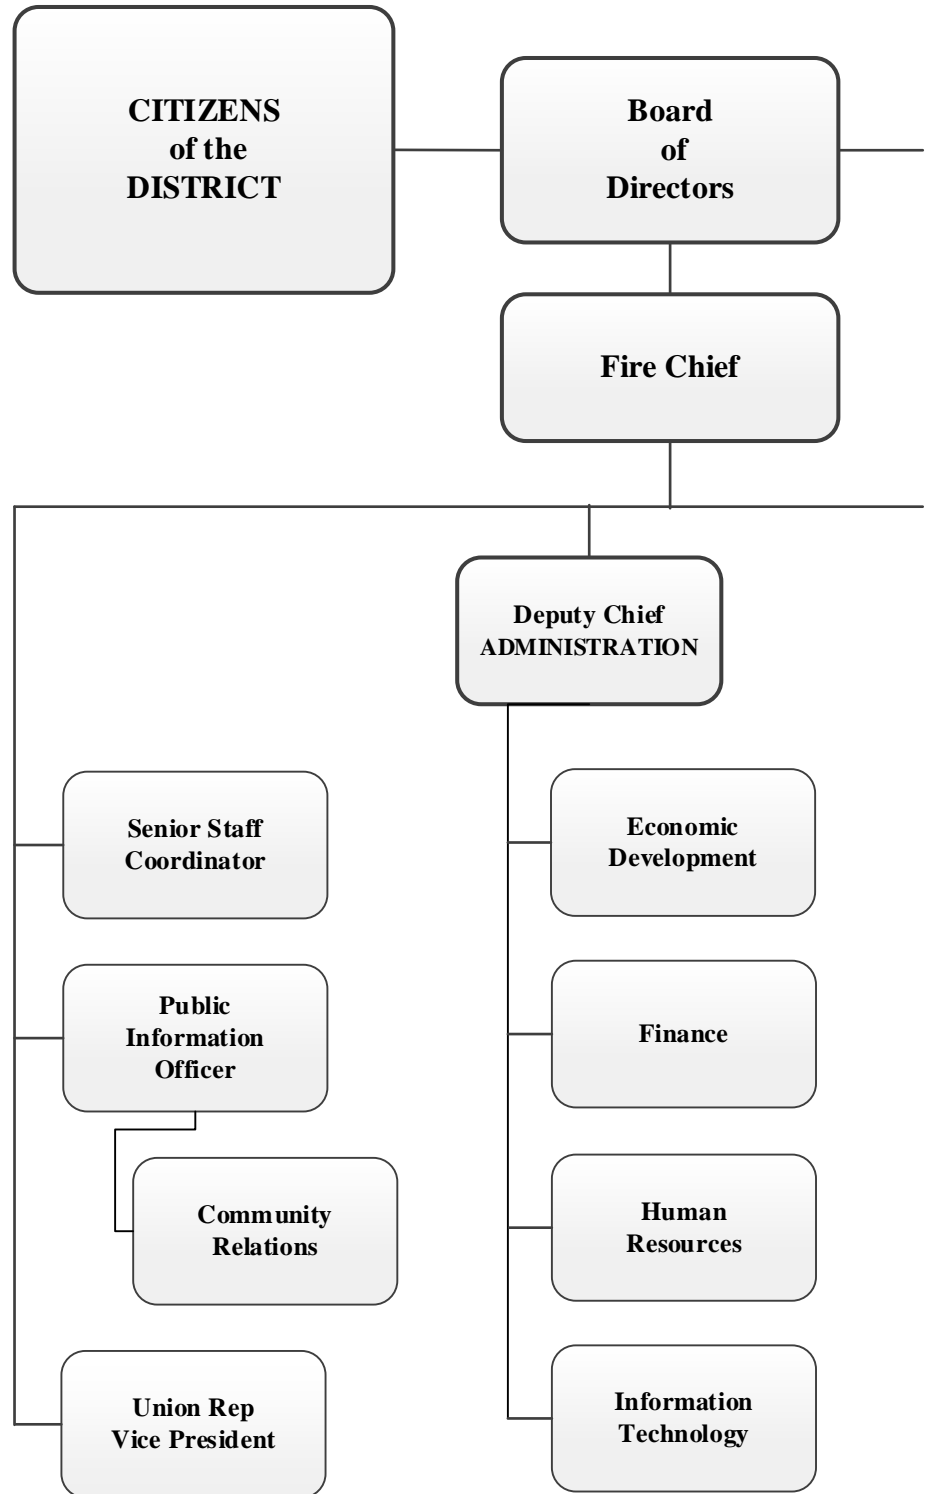 CITIZENS
of the
DISTRICT
Board
of
Directors
Fire Chief
Deputy Chief
ADMINISTRATION
Senior Staff
Coordinator
Public
Information
Officer
Community
Relations
Union Rep
Vice President
Economic
Development
Finance
Human
Resources
Information
Technology